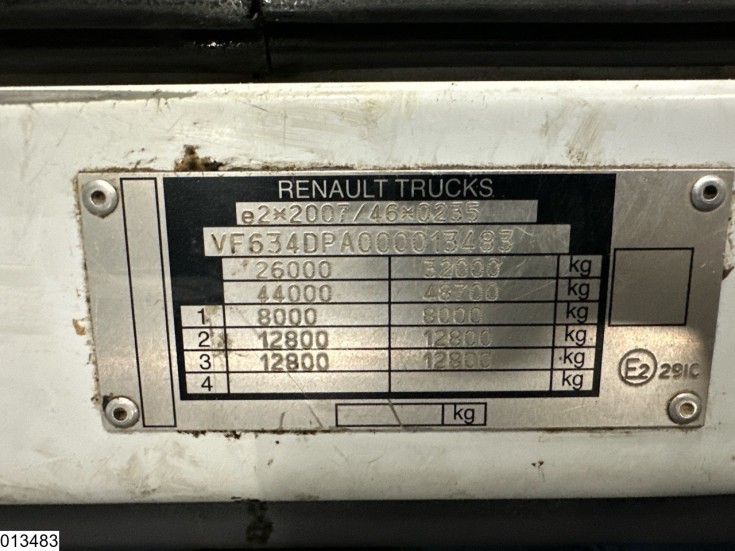 RENAULT TRUCKS
e2*2007/46*0235
VF634DPA000013483
26000 32000 kg
44000 48700 kg
1 8000 8000 kg
2 12800 12800 kg
3 12800 12800 kg
4 kg
kg
E2 291C
013483